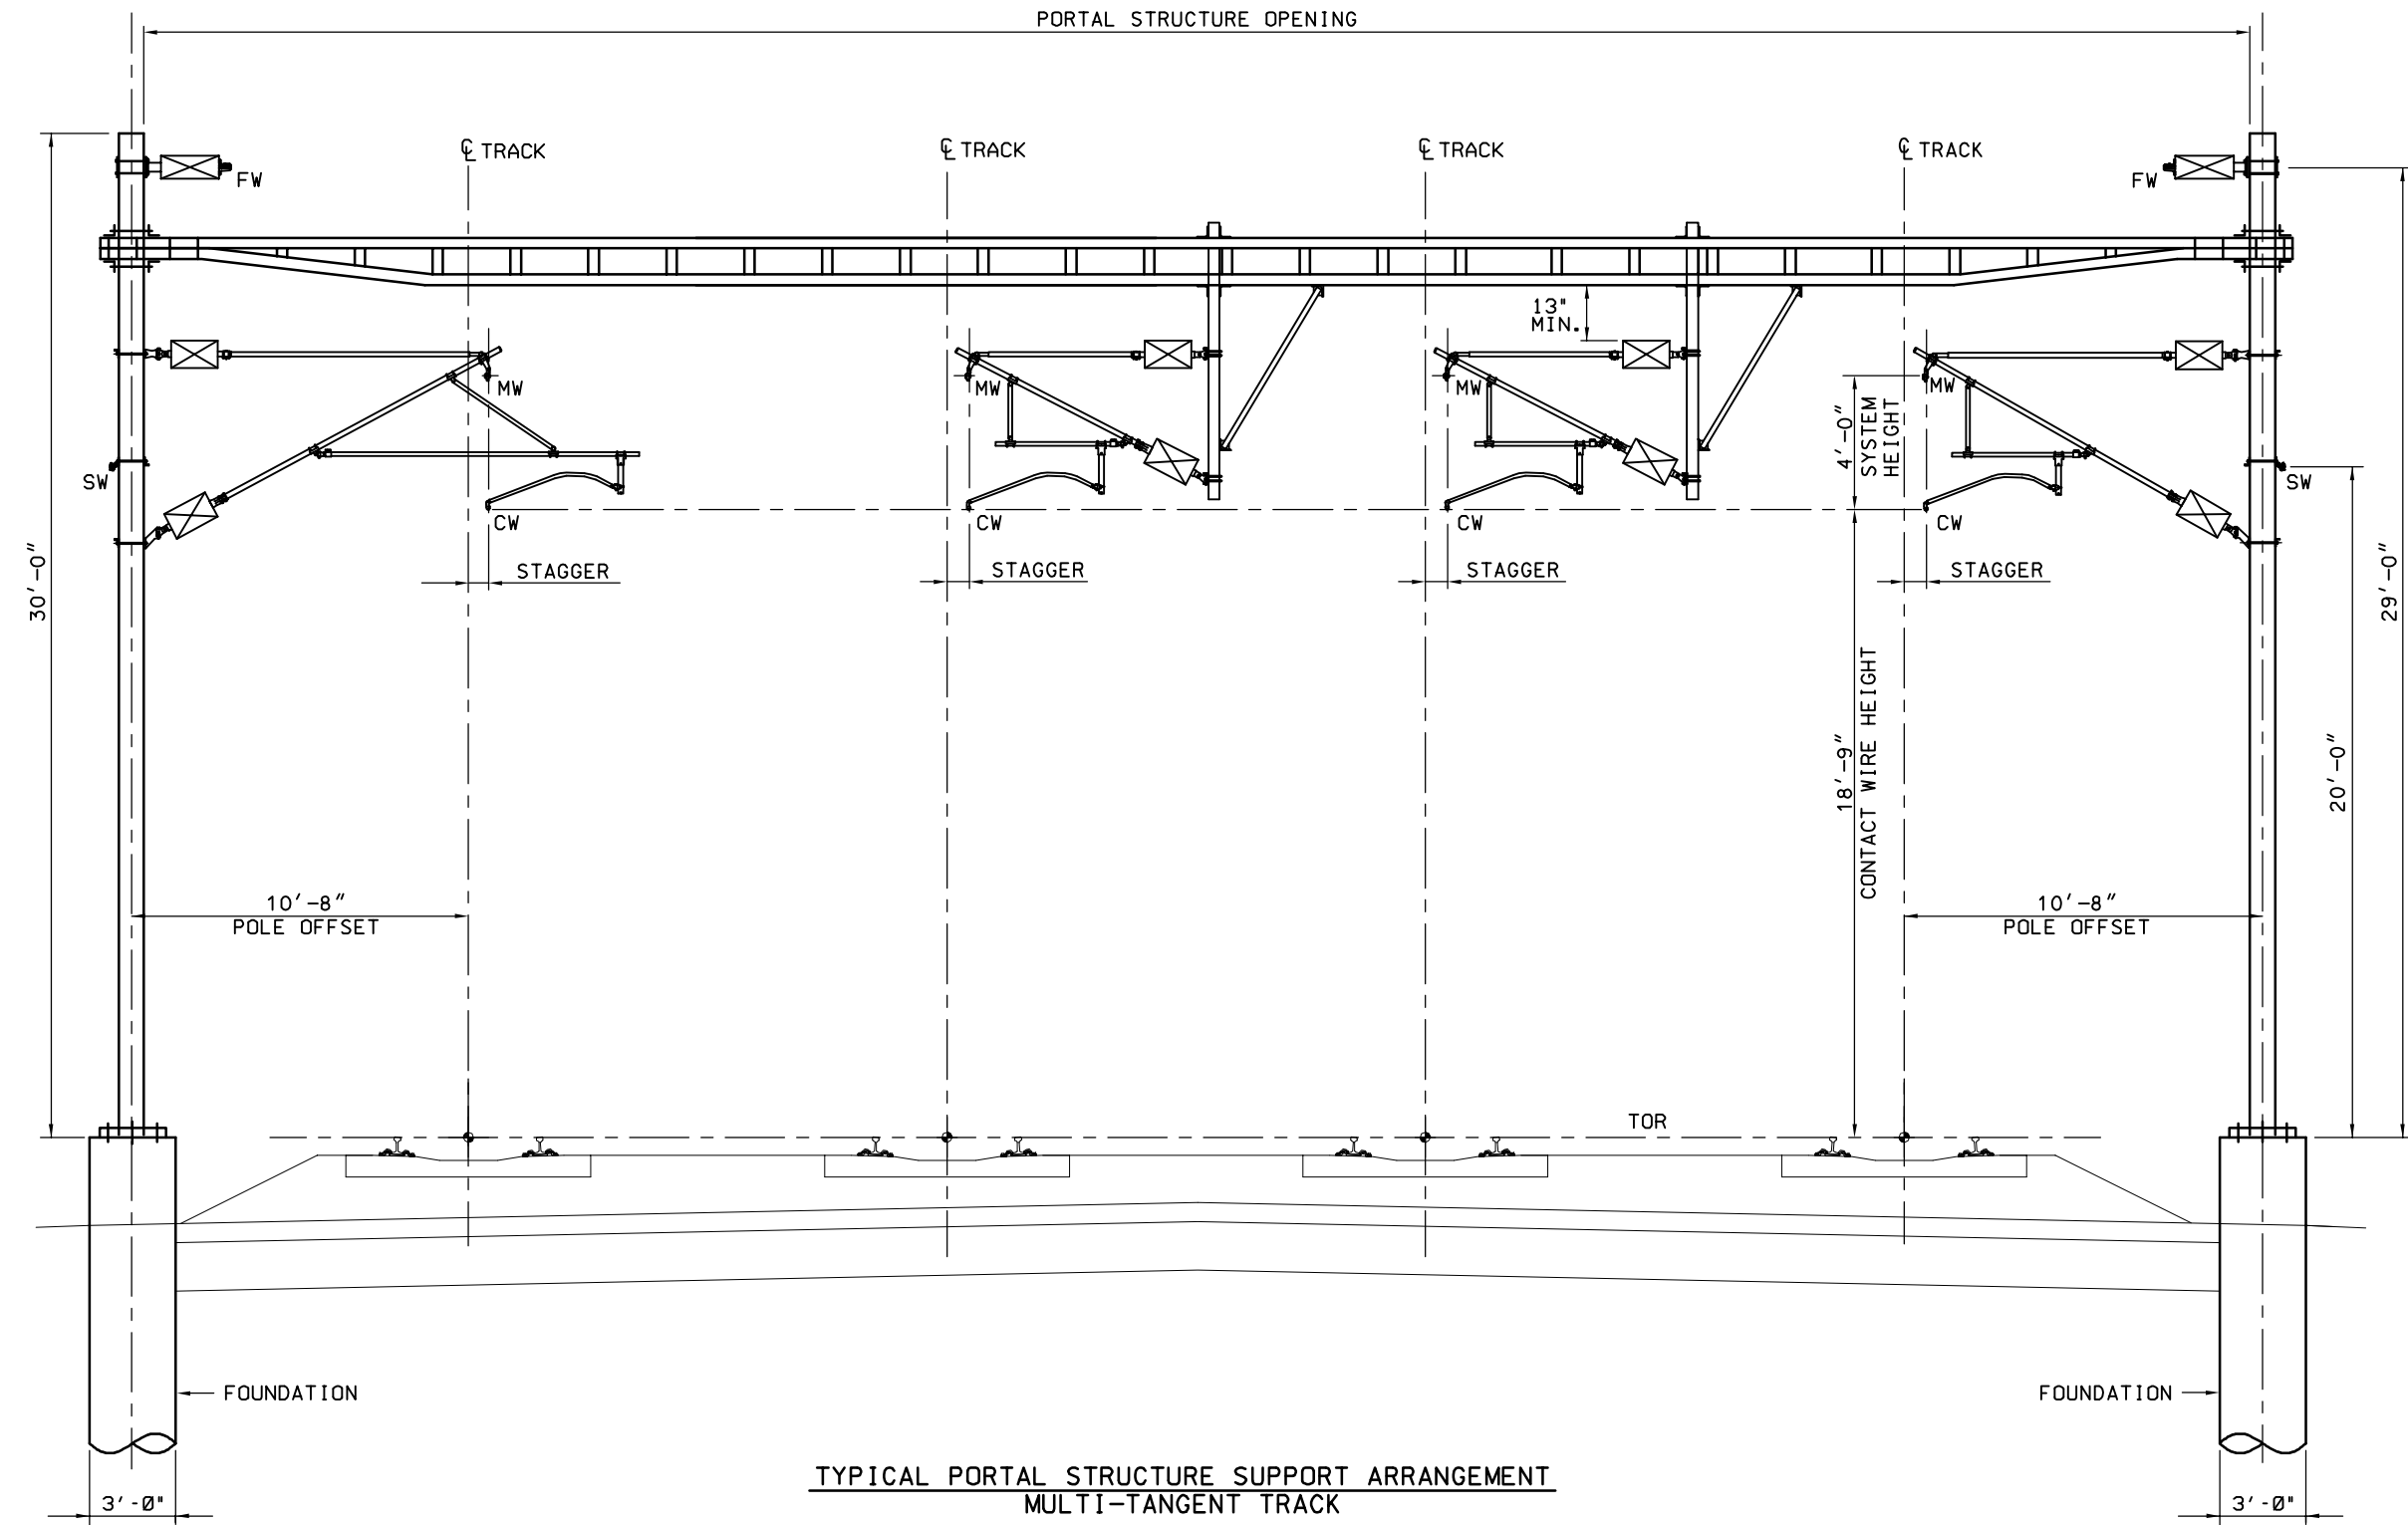 PORTAL STRUCTURE OPENING
℄ TRACK
℄ TRACK
℄ TRACK
℄ TRACK
FW
FW
13"
MIN.
MW
MW
MW
MW
4'-0"
SYSTEM
HEIGHT
SW
SW
CW
CW
CW
CW
STAGGER
STAGGER
STAGGER
STAGGER
30'-0"
29'-0"
20'-0"
18'-9"
CONTACT WIRE HEIGHT
10'-8"
POLE OFFSET
10'-8"
POLE OFFSET
TOR
FOUNDATION
FOUNDATION
TYPICAL PORTAL STRUCTURE SUPPORT ARRANGEMENT
MULTI-TANGENT TRACK
3'-0"
3'-0"